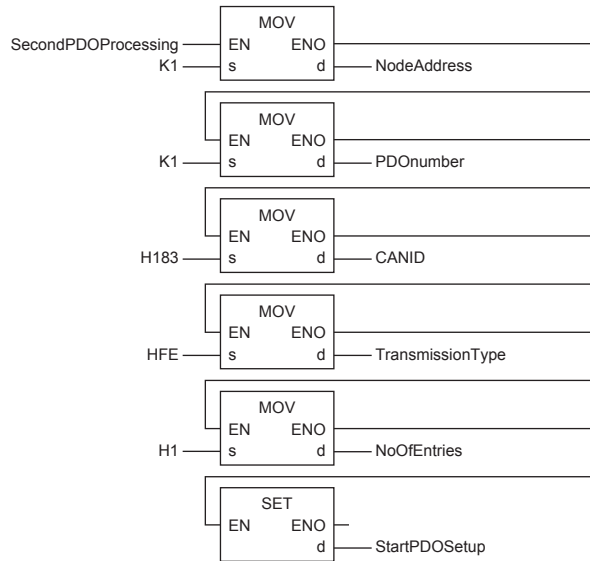 MOV
SecondPDOProcessing EN ENO
K1 s d NodeAddress
MOV
EN ENO
K1 s d PDOnumber
MOV
EN ENO
H183 s d CANID
MOV
EN ENO
HFE s d TransmissionType
MOV
EN ENO
H1 s d NoOfEntries
SET
EN ENO
d StartPDOSetup